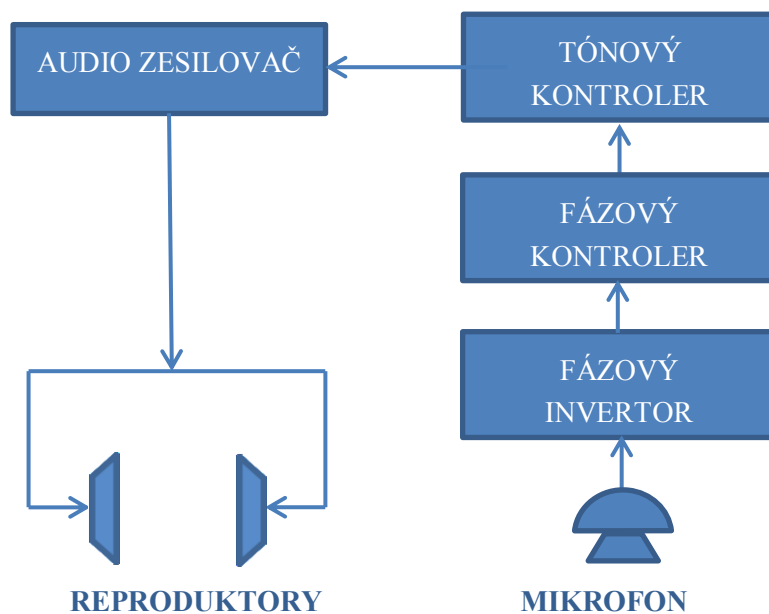 AUDIO ZESILOVAČ
TÓNOVÝ
KONTROLER
FÁZOVÝ
KONTROLER
FÁZOVÝ
INVERTOR
REPRODUKTORY
MIKROFON